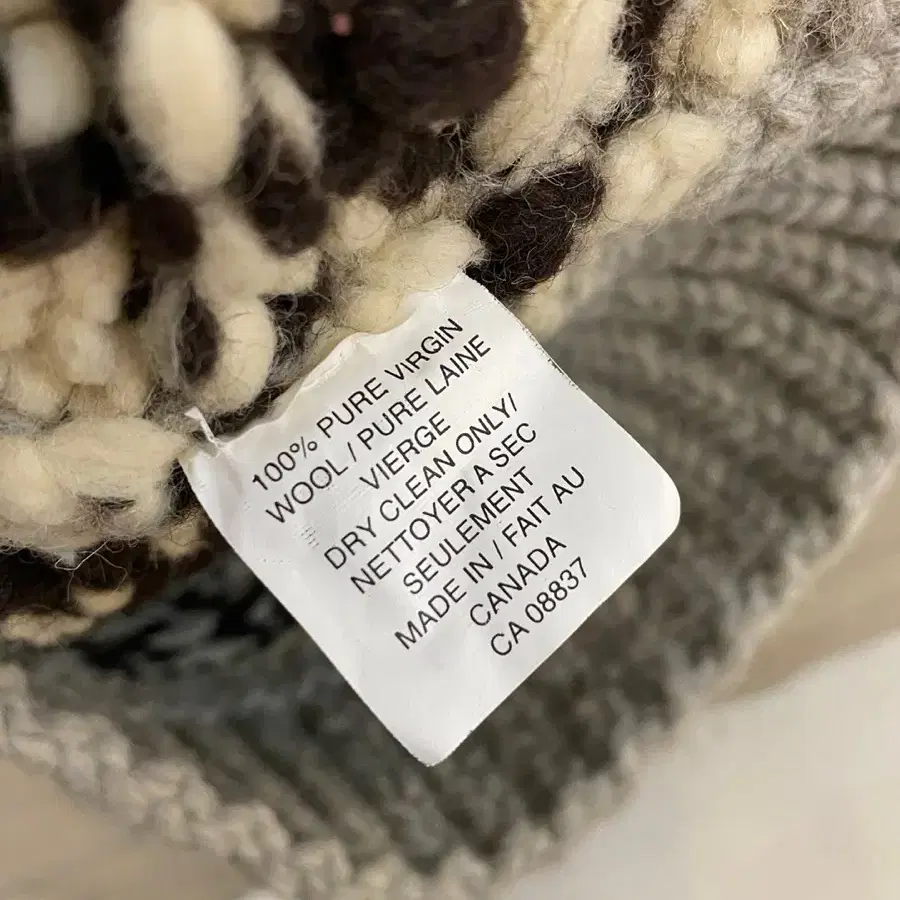 100% PURE VIRGIN
WOOL / PURE LAINE
VIERGE
DRY CLEAN ONLY/
NETTOYER A SEC
SEULEMENT
MADE IN / FAIT AU
CANADA
CA 08837